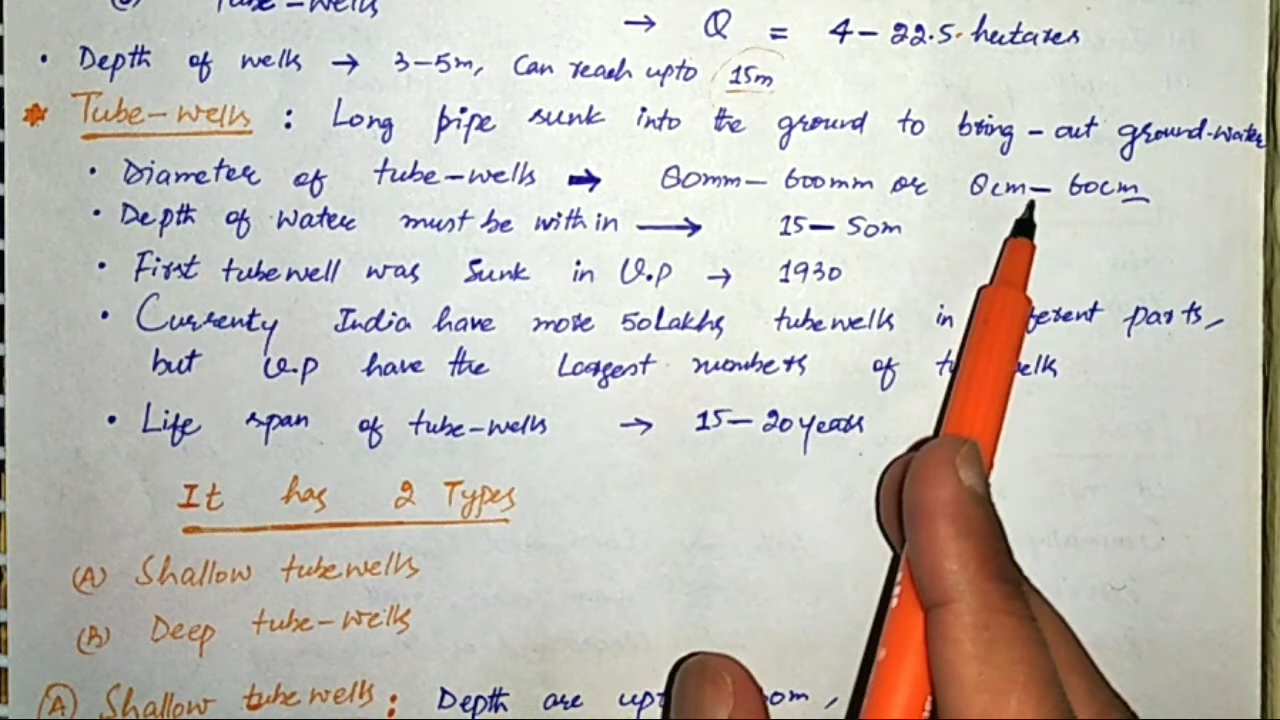 Tube-wells
→ Q = 4-22.5 hectares
• Depth of wells → 3-5m, Can reach upto 15m
* Tube-wells : Long pipe sunk into the ground to bring-out ground-water
• Diameter of tube-wells → 80mm-600mm or 8cm-60cm
• Depth of water must be with in → 15-50m
• First tubewell was sunk in U.P → 1930
• Currenty India have more 50Lakhs tubewells in parts,
but U.P have the Largest numbers of
• Life span of tube-wells → 15-20years
It has 2 Types
(A) Shallow tubewells
(B) Deep tube-wells
(A) Shallow tubewells: Depth are